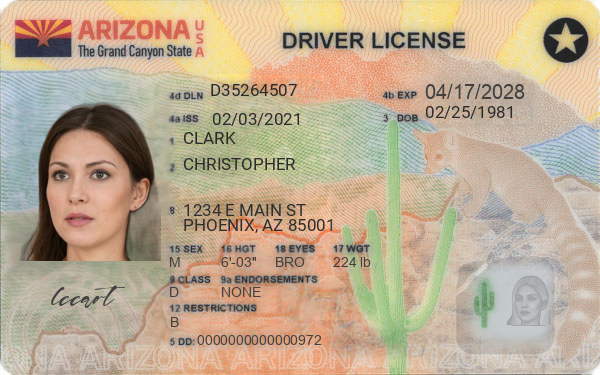 ARIZONA USA
The Grand Canyon State
DRIVER LICENSE
4d DLN D35264507
4b EXP 04/17/2028
4a ISS 02/03/2021
3 DOB 02/25/1981
1 CLARK
2 CHRISTOPHER
8 1234 E MAIN ST
PHOENIX, AZ 85001
15 SEX 16 HGT 18 EYES 17 WGT
M 6'-03" BRO 224 lb
9 CLASS 9a ENDORSEMENTS
D NONE
12 RESTRICTIONS
B
5 DD: 0000000000000972
ARIZONA ARIZONA ARIZONA ARIZONA